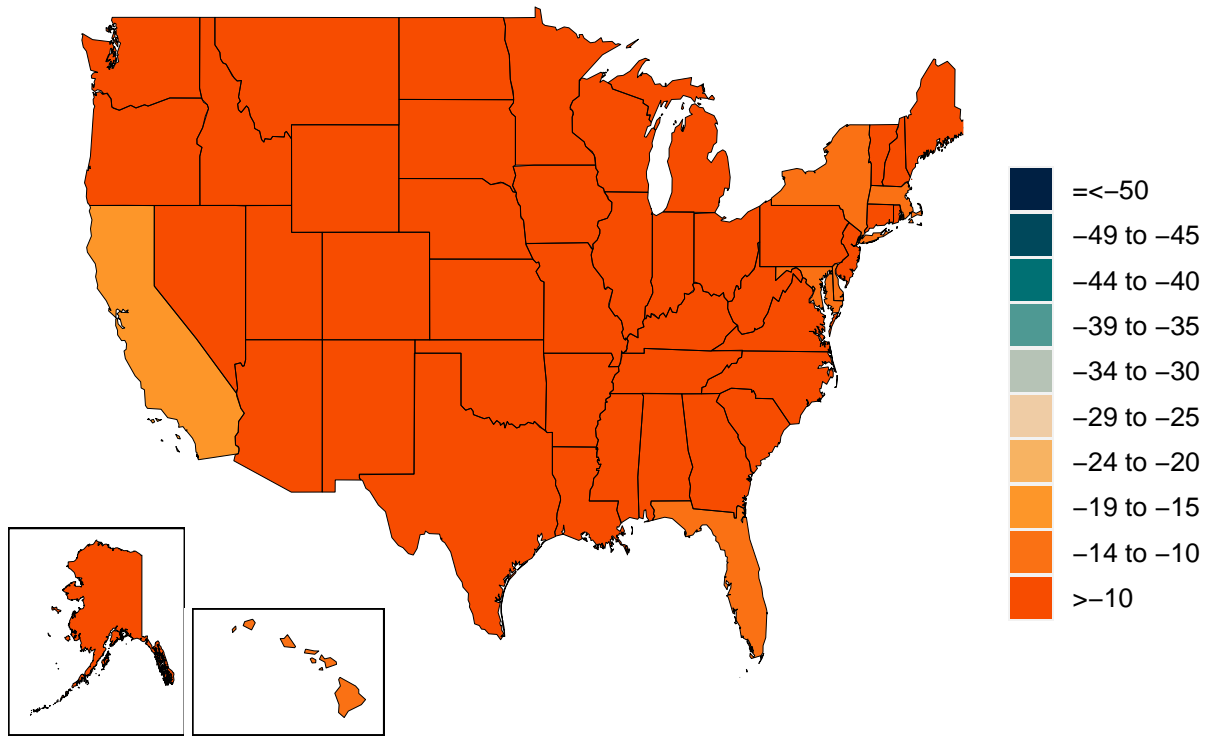 =<−50
−49 to −45
−44 to −40
−39 to −35
−34 to −30
−29 to −25
−24 to −20
−19 to −15
−14 to −10
>−10